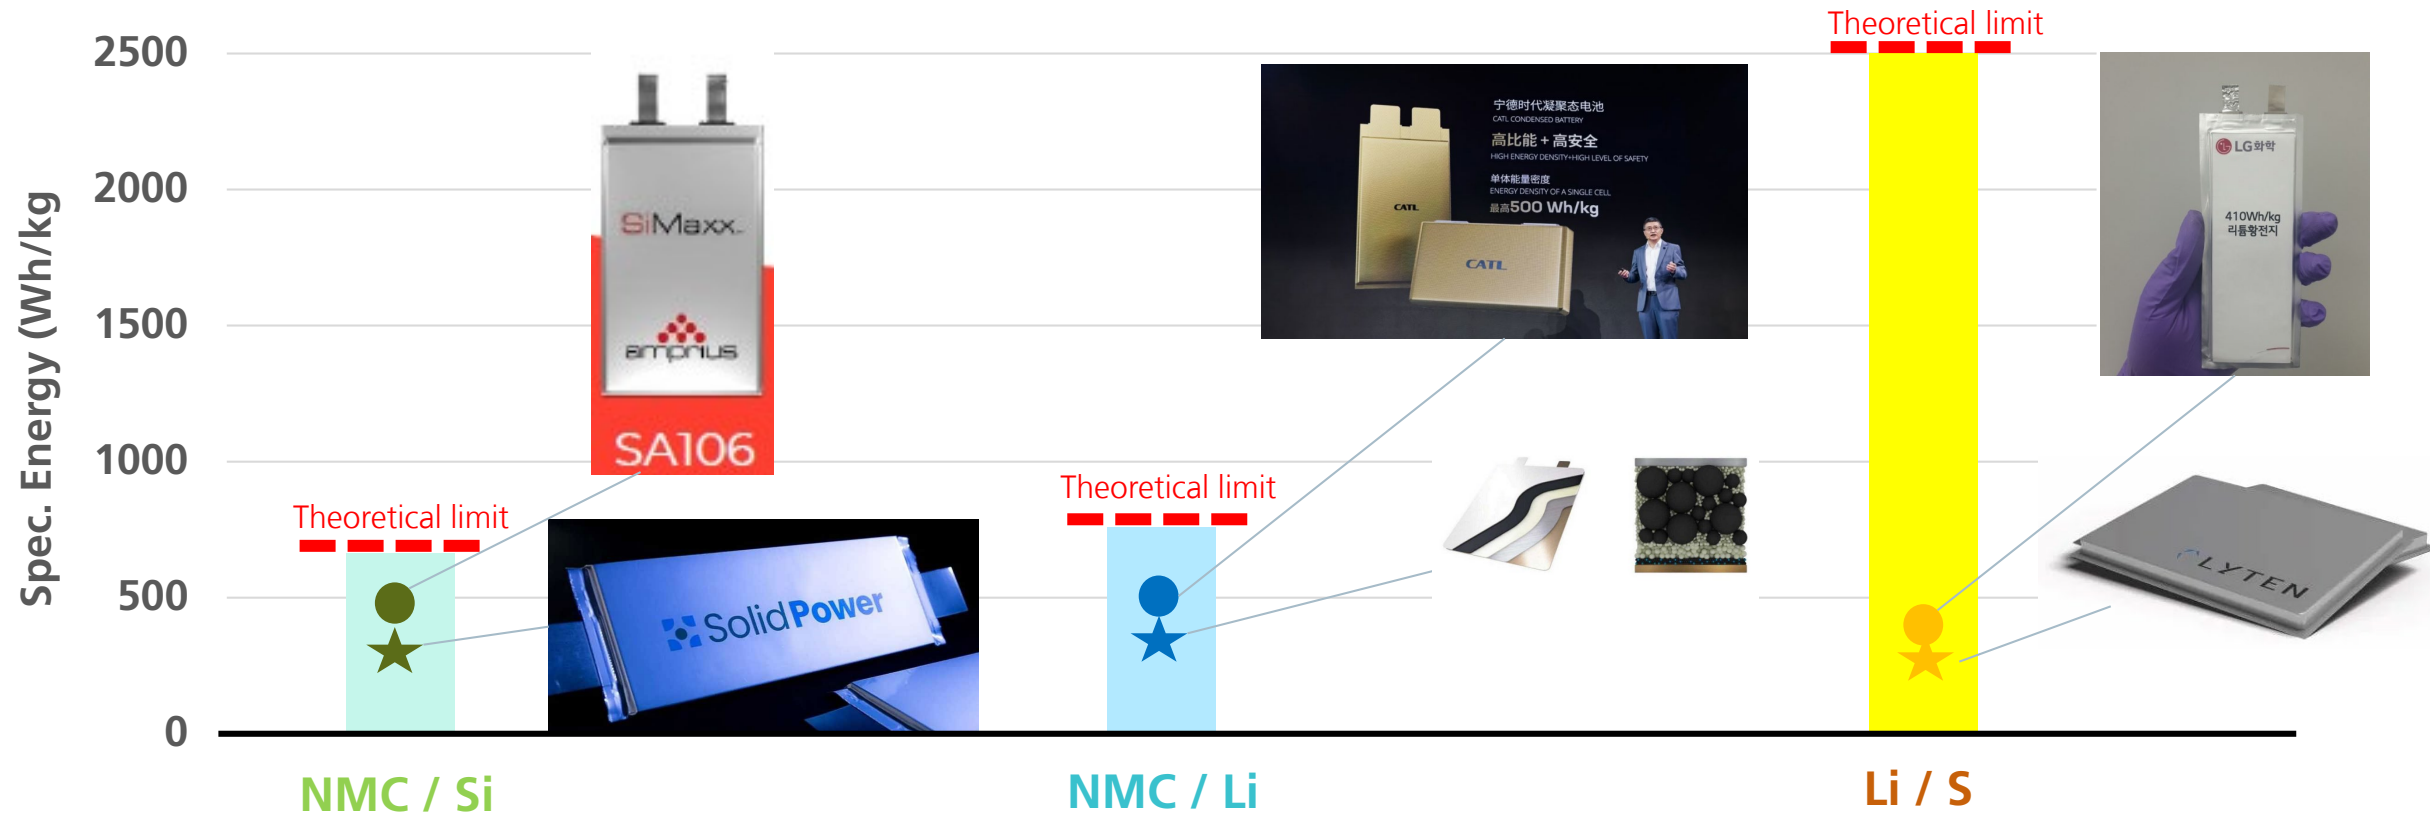 Theoretical limit
2500
2000
1500
1000
500
0
Spec. Energy (Wh/kg)
SiMaxx
amprius
SA106
宁德时代凝聚态电池
CATL CONDENSED BATTERY
高比能 + 高安全
HIGH ENERGY DENSITY+HIGH LEVEL OF SAFETY
单体能量密度
ENERGY DENSITY OF A SINGLE CELL
最高500 Wh/kg
CATL
CATL
LG화학
410Wh/kg
리튬황전지
Theoretical limit
Theoretical limit
Solid Power
LYTEN
NMC / Si
NMC / Li
Li / S